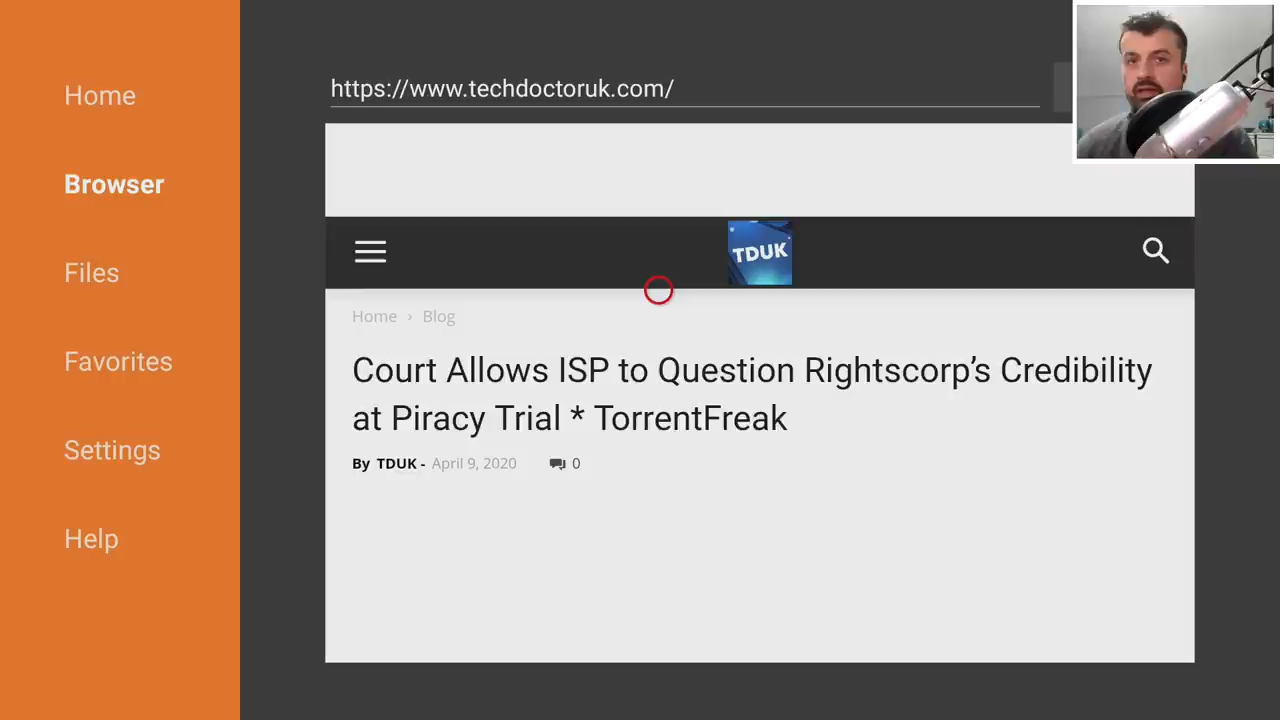 Home
Browser
Files
Favorites
Settings
Help
https://www.techdoctoruk.com/
TDUK
Home › Blog
Court Allows ISP to Question Rightscorp’s Credibility
at Piracy Trial * TorrentFreak
By TDUK - April 9, 2020 0